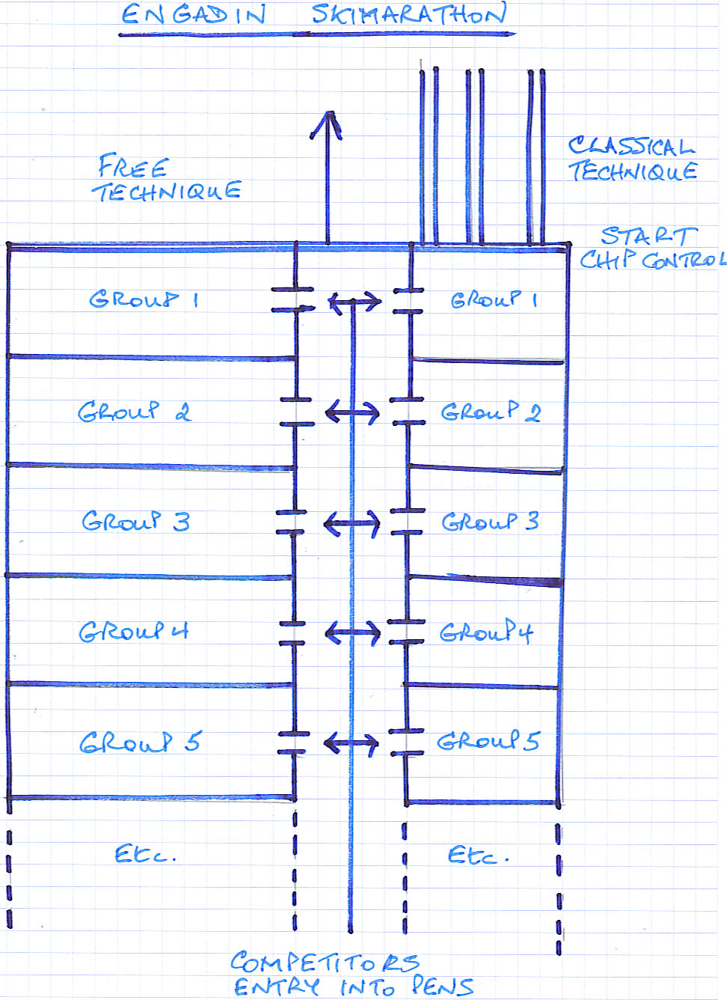 ENGADIN SKIMARATHON
FREE
TECHNIQUE
CLASSICAL
TECHNIQUE
START
CHIP CONTROL
GROUP 1
GROUP 1
GROUP 2
GROUP 2
GROUP 3
GROUP 3
GROUP 4
GROUP 4
GROUP 5
GROUP 5
Etc.
Etc.
COMPETITORS
ENTRY INTO PENS